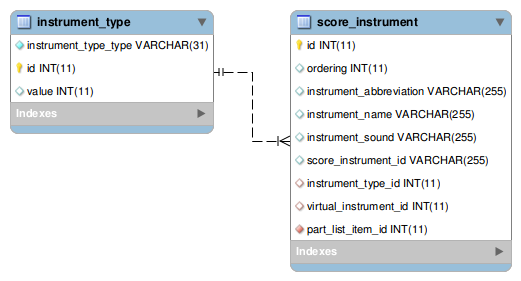 instrument_type
instrument_type_type VARCHAR(31)
id INT(11)
value INT(11)
Indexes
score_instrument
id INT(11)
ordering INT(11)
instrument_abbreviation VARCHAR(255)
instrument_name VARCHAR(255)
instrument_sound VARCHAR(255)
score_instrument_id VARCHAR(255)
instrument_type_id INT(11)
virtual_instrument_id INT(11)
part_list_item_id INT(11)
Indexes